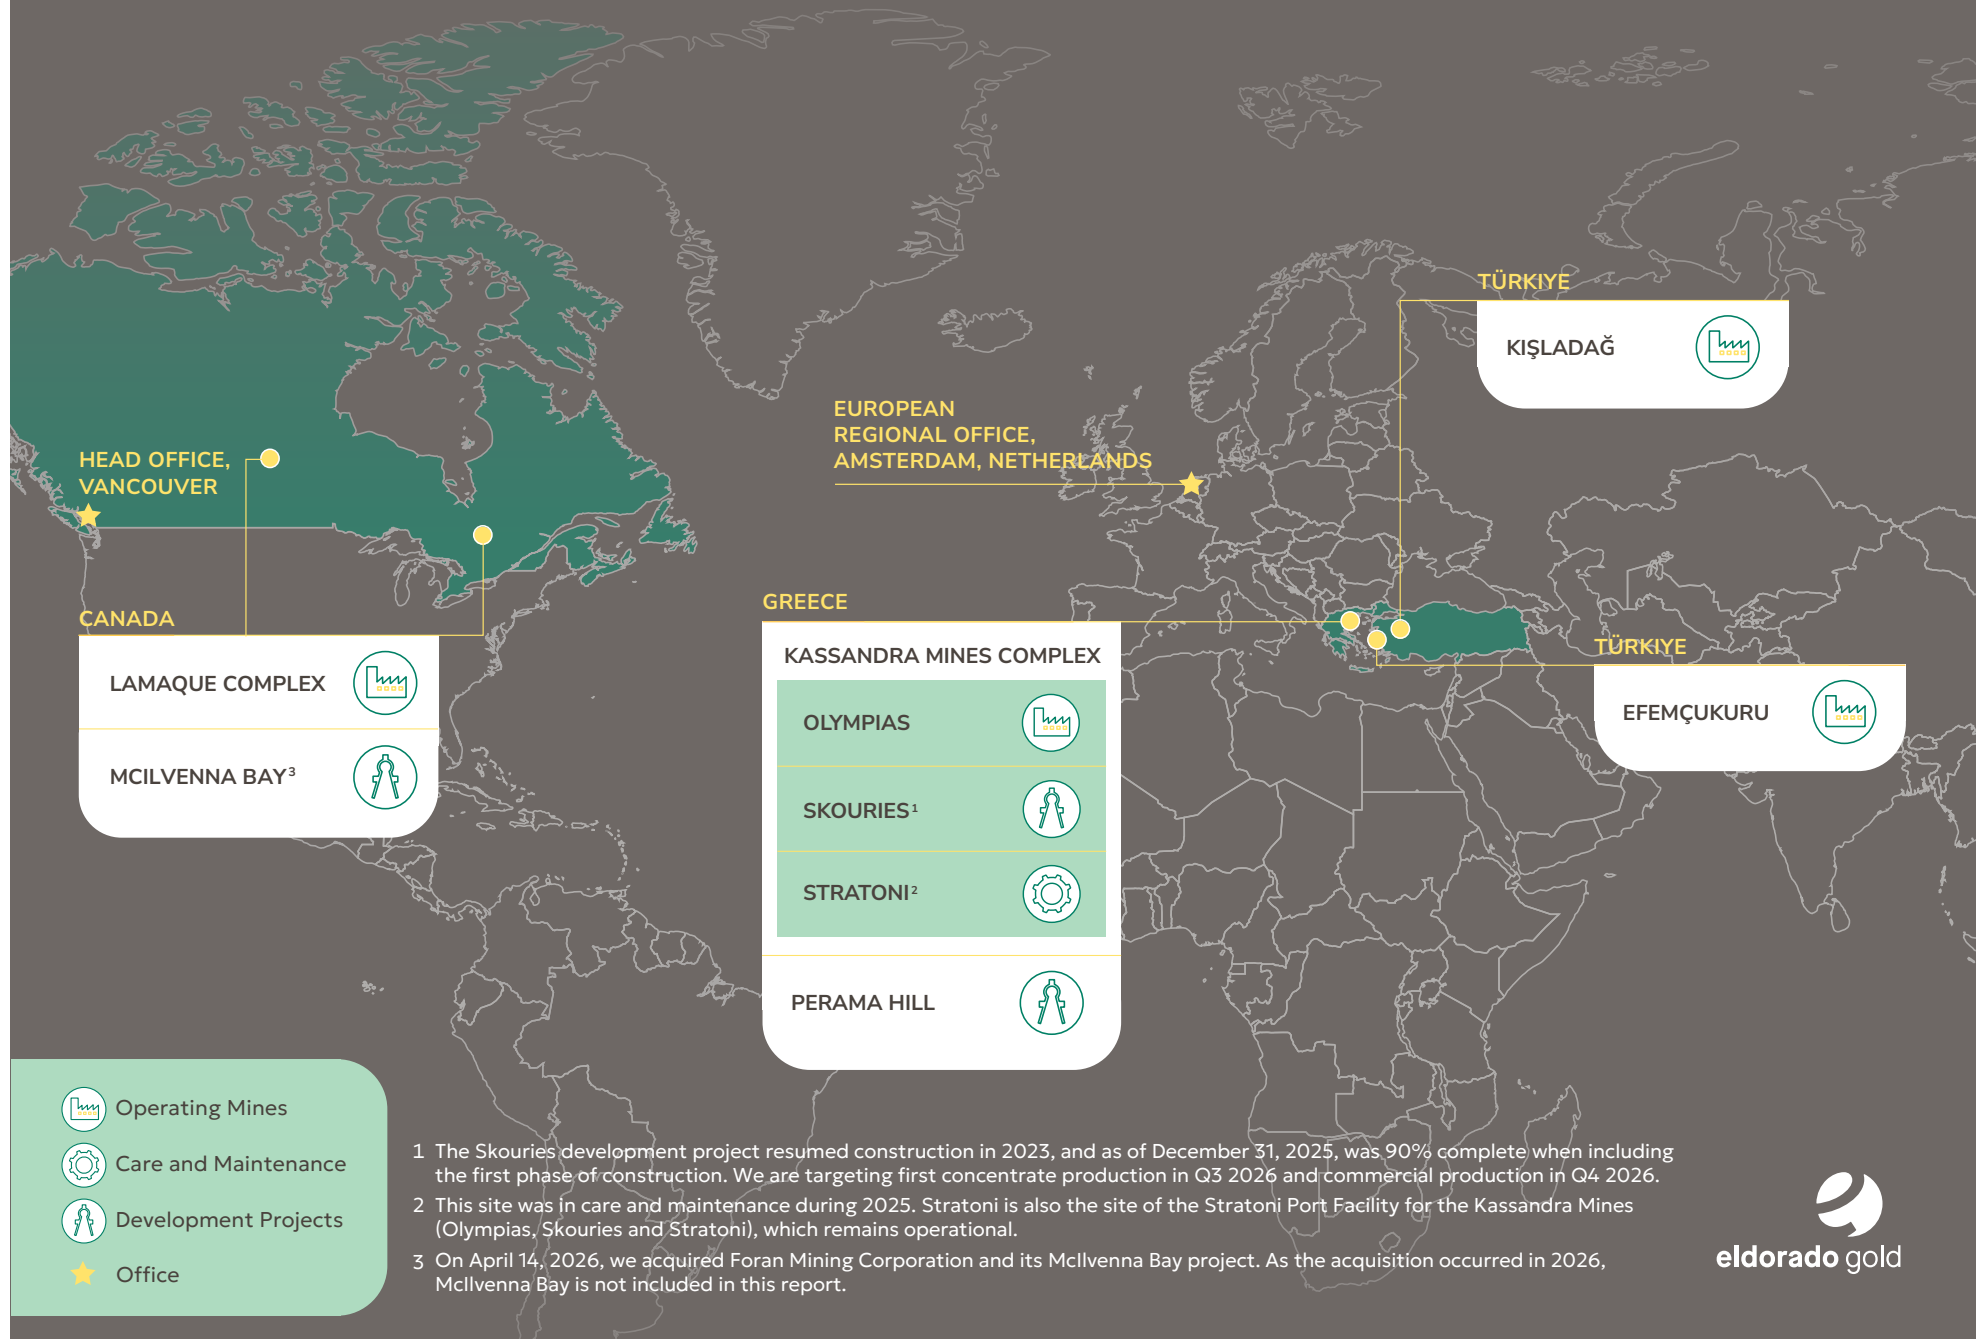 TÜRKIYE
KIŞLADAĞ
EUROPEAN
REGIONAL OFFICE,
AMSTERDAM, NETHERLANDS
HEAD OFFICE,
VANCOUVER
CANADA
LAMAQUE COMPLEX
MCILVENNA BAY³
GREECE
KASSANDRA MINES COMPLEX
OLYMPIAS
SKOURIES¹
STRATONI²
PERAMA HILL
TÜRKIYE
EFEMÇUKURU
Operating Mines
Care and Maintenance
Development Projects
Office
1 The Skouries development project resumed construction in 2023, and as of December 31, 2025, was 90% complete when including
the first phase of construction. We are targeting first concentrate production in Q3 2026 and commercial production in Q4 2026.
2 This site was in care and maintenance during 2025. Stratoni is also the site of the Stratoni Port Facility for the Kassandra Mines
(Olympias, Skouries and Stratoni), which remains operational.
3 On April 14, 2026, we acquired Foran Mining Corporation and its McIlvenna Bay project. As the acquisition occurred in 2026,
McIlvenna Bay is not included in this report.
eldorado gold